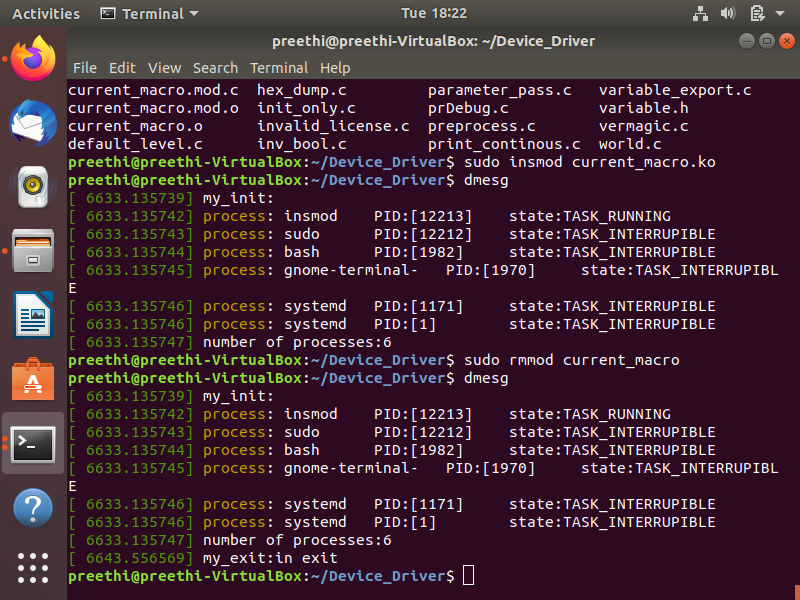 Activities Terminal Tue 18:22
preethi@preethi-VirtualBox: ~/Device_Driver
File Edit View Search Terminal Help
current_macro.mod.c hex_dump.c parameter_pass.c variable_export.c
current_macro.mod.o init_only.c prDebug.c variable.h
current_macro.o invalid_license.c preprocess.c vermagic.c
default_level.c inv_bool.c print_continous.c world.c
preethi@preethi-VirtualBox:~/Device_Driver$ sudo insmod current_macro.ko
preethi@preethi-VirtualBox:~/Device_Driver$ dmesg
[ 6633.135739] my_init:
[ 6633.135742] process: insmod PID:[12213] state:TASK_RUNNING
[ 6633.135743] process: sudo PID:[12212] state:TASK_INTERRUPIBLE
[ 6633.135744] process: bash PID:[1982] state:TASK_INTERRUPIBLE
[ 6633.135745] process: gnome-terminal- PID:[1970] state:TASK_INTERRUPIBL
E
[ 6633.135746] process: systemd PID:[1171] state:TASK_INTERRUPIBLE
[ 6633.135746] process: systemd PID:[1] state:TASK_INTERRUPIBLE
[ 6633.135747] number of processes:6
preethi@preethi-VirtualBox:~/Device_Driver$ sudo rmmod current_macro
preethi@preethi-VirtualBox:~/Device_Driver$ dmesg
[ 6633.135739] my_init:
[ 6633.135742] process: insmod PID:[12213] state:TASK_RUNNING
[ 6633.135743] process: sudo PID:[12212] state:TASK_INTERRUPIBLE
[ 6633.135744] process: bash PID:[1982] state:TASK_INTERRUPIBLE
[ 6633.135745] process: gnome-terminal- PID:[1970] state:TASK_INTERRUPIBL
E
[ 6633.135746] process: systemd PID:[1171] state:TASK_INTERRUPIBLE
[ 6633.135746] process: systemd PID:[1] state:TASK_INTERRUPIBLE
[ 6633.135747] number of processes:6
[ 6643.556569] my_exit:in exit
preethi@preethi-VirtualBox:~/Device_Driver$